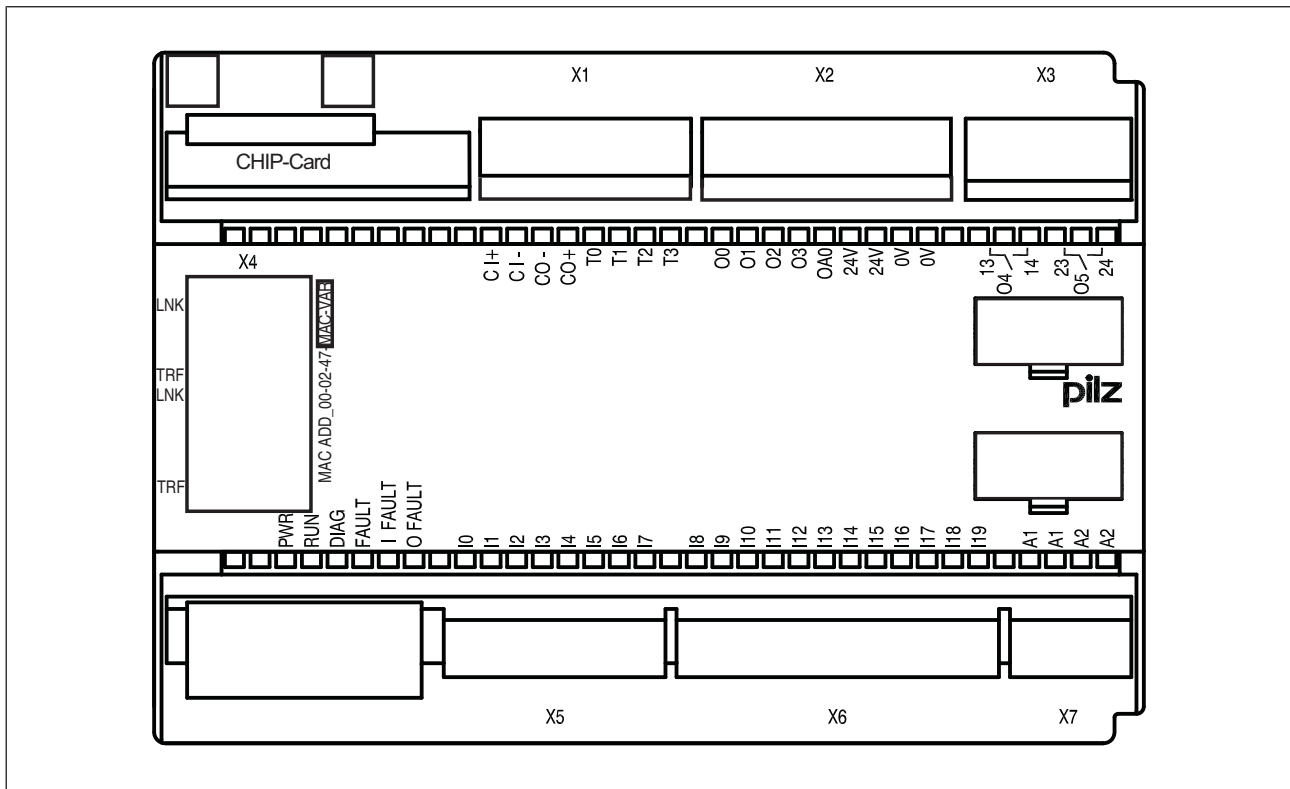 X1
X2
X3
CHIP-Card
X4
C I+
C I -
CO -
CO+
T0
T1
T2
T3
O0
O1
O2
O3
OA0
24V
24V
0V
0V
13
O4
14
23
O5
24
LNK
TRF
LNK
TRF
MAC ADD_00-02-47-MAC-VAR
pilz
PWR
RUN
DIAG
FAULT
I FAULT
O FAULT
I0
I1
I2
I3
I4
I5
I6
I7
I8
I9
I10
I11
I12
I13
I14
I15
I16
I17
I18
I19
A1
A1
A2
A2
X5
X6
X7